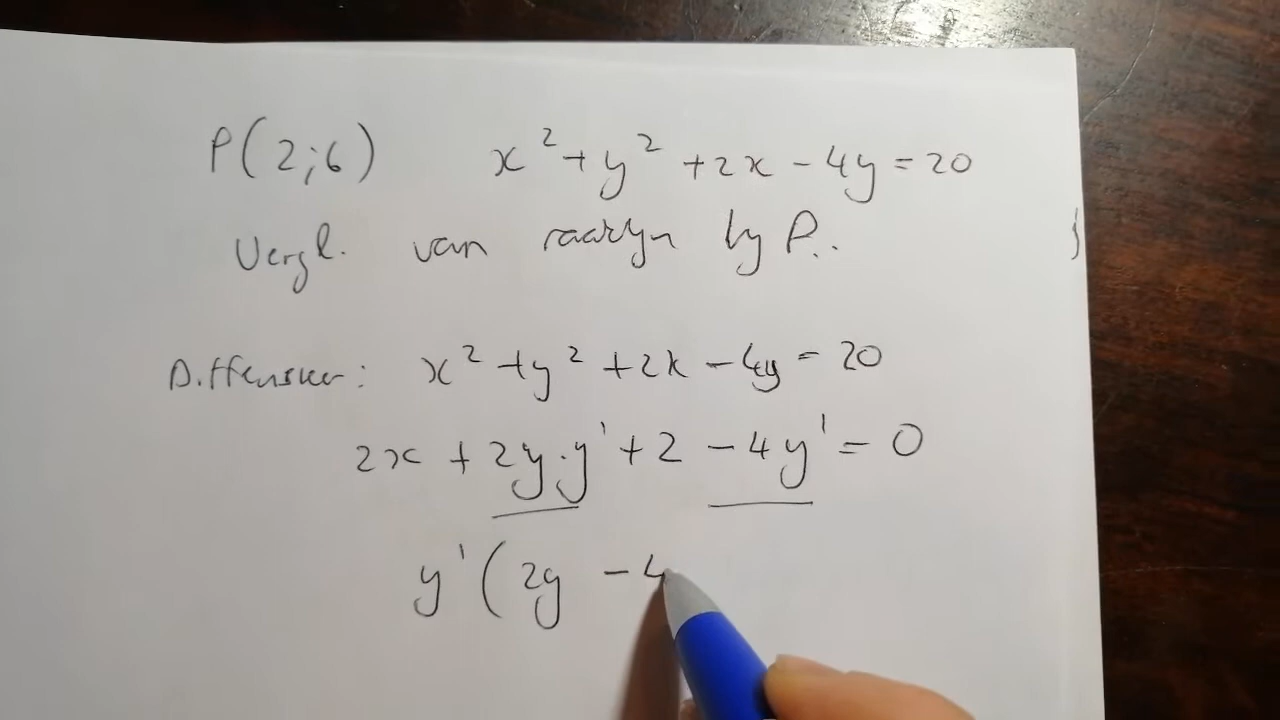 P(2;6) x² + y² + 2x - 4y = 20
Vergl. van raaklyn by P..
Differensieer: x² + y² + 2x - 4y = 20
2x + 2y.y' + 2 - 4y' = 0
y' (2y - 4